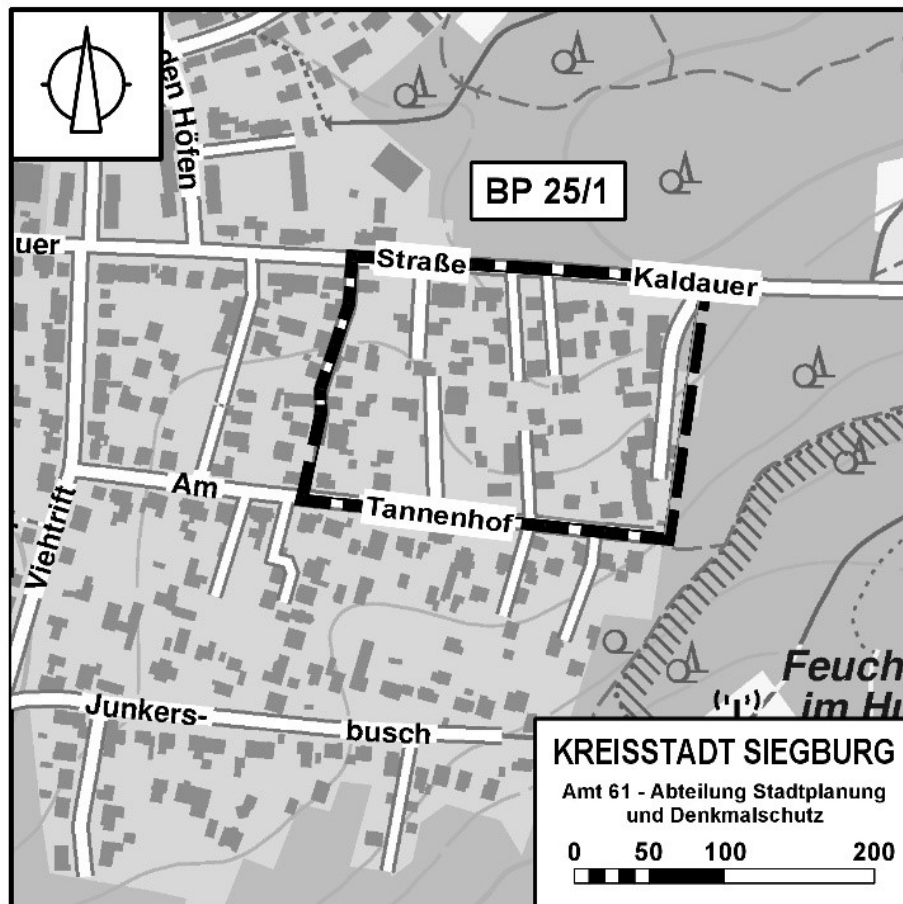 den Höfen
BP 25/1
uer
Straße
Kaldauer
Am
Tannenhof
Viehtrift
Feuch
im Hu
Junkers-
busch
KREISSTADT SIEGBURG
Amt 61 - Abteilung Stadtplanung
und Denkmalschutz
0 50 100 200